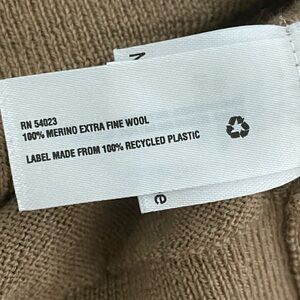 RN 54023
100% MERINO EXTRA FINE WOOL
LABEL MADE FROM 100% RECYCLED PLASTIC